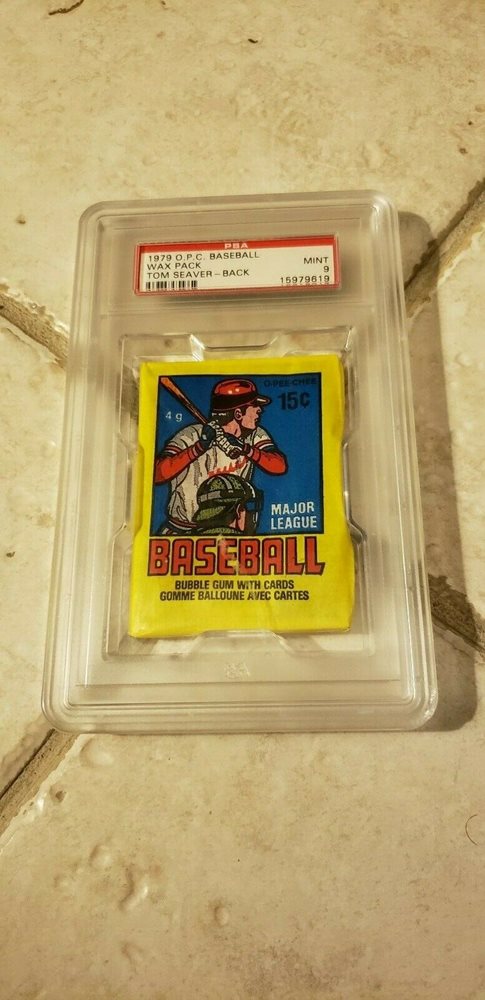 PSA
1979 O.P.C. BASEBALL
WAX PACK MINT
TOM SEAVER-BACK 9
15979619
O-PEE-CHEE
15¢
4 g
MAJOR
LEAGUE
BASEBALL
BUBBLE GUM WITH CARDS
GOMME BALLOUNE AVEC CARTES